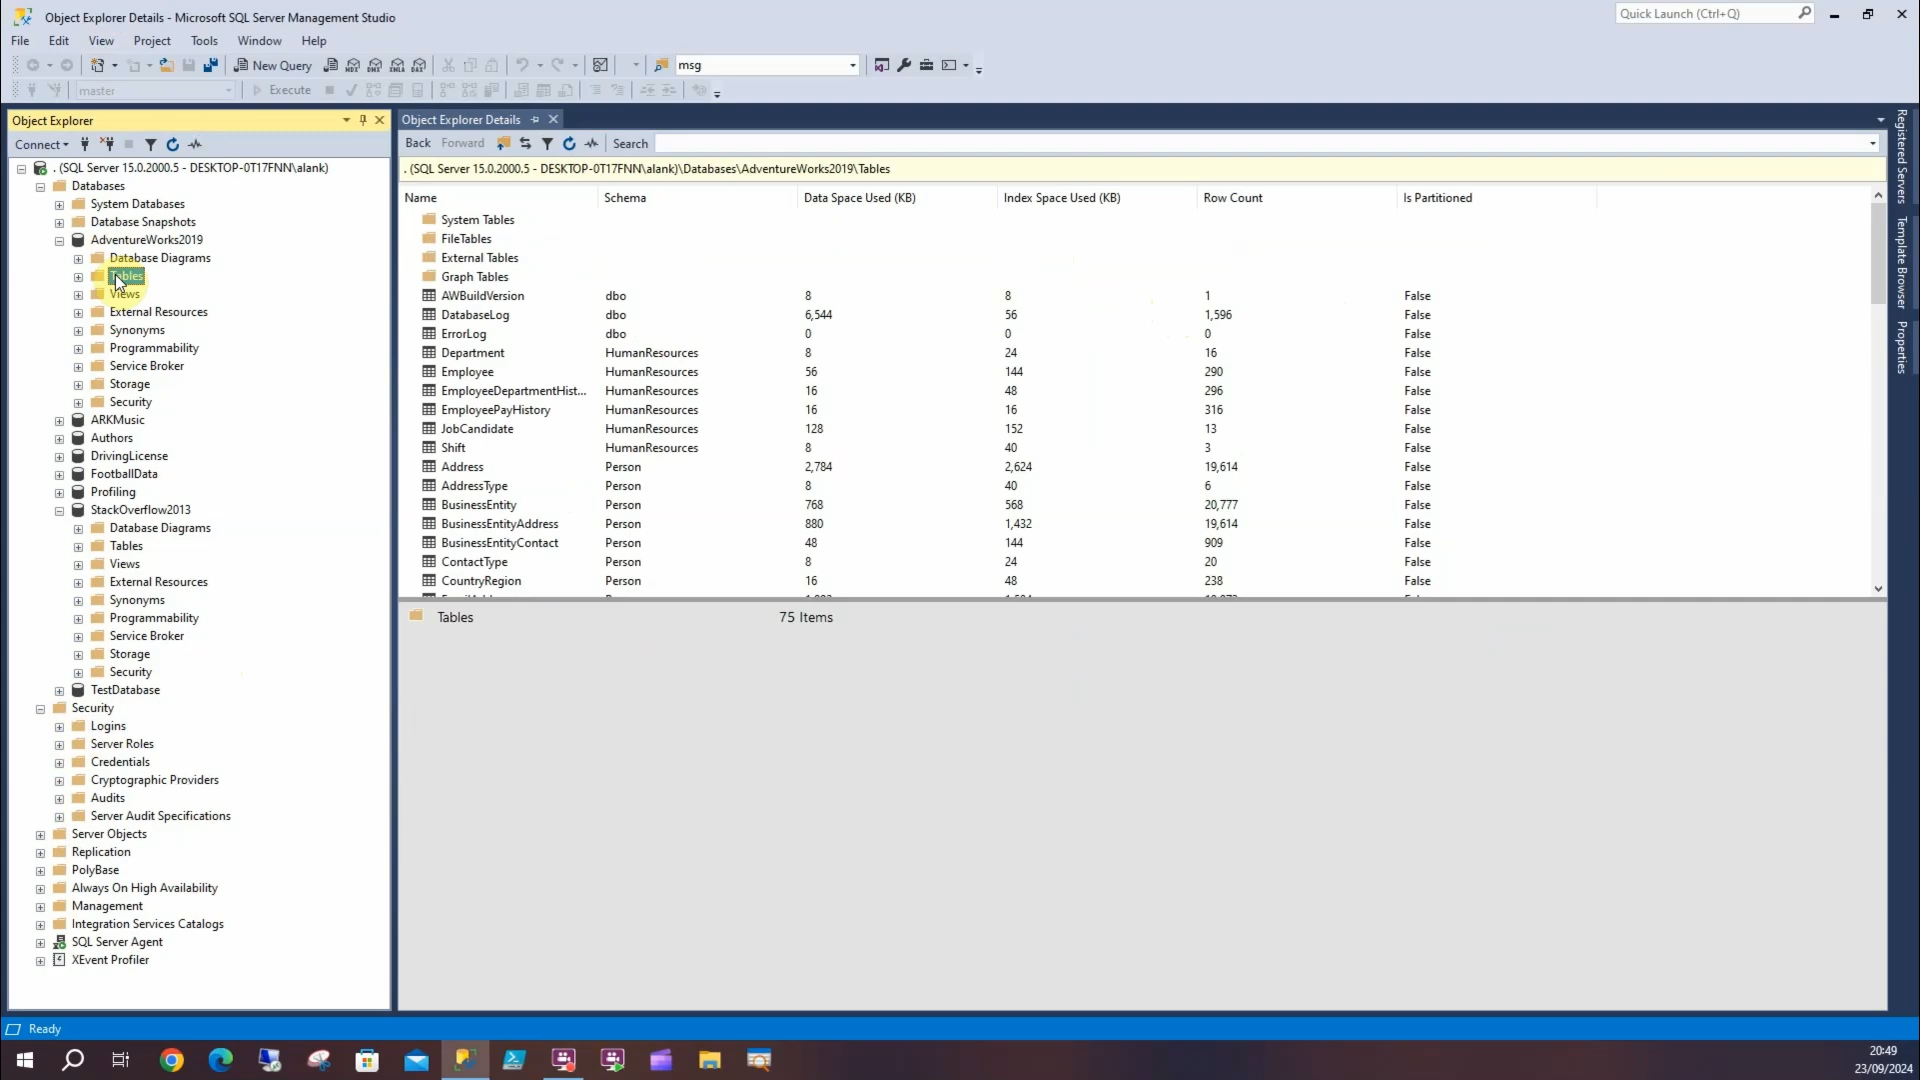 Object Explorer Details - Microsoft SQL Server Management Studio
Quick Launch (Ctrl+Q)
File Edit View Project Tools Window Help
New Query
msg
master
Execute
Object Explorer
Connect
. (SQL Server 15.0.2000.5 - DESKTOP-0T17FNN\alank)
Databases
System Databases
Database Snapshots
AdventureWorks2019
Database Diagrams
Tables
Views
External Resources
Synonyms
Programmability
Service Broker
Storage
Security
ARKMusic
Authors
DrivingLicense
FootballData
Profiling
StackOverflow2013
Database Diagrams
Tables
Views
External Resources
Synonyms
Programmability
Service Broker
Storage
Security
TestDatabase
Security
Logins
Server Roles
Credentials
Cryptographic Providers
Audits
Server Audit Specifications
Server Objects
Replication
PolyBase
Always On High Availability
Management
Integration Services Catalogs
SQL Server Agent
XEvent Profiler
Object Explorer Details
Back Forward Search
. (SQL Server 15.0.2000.5 - DESKTOP-0T17FNN\alank)\Databases\AdventureWorks2019\Tables
Name Schema Data Space Used (KB) Index Space Used (KB) Row Count Is Partitioned
System Tables
FileTables
External Tables
Graph Tables
AWBuildVersion dbo 8 8 1 False
DatabaseLog dbo 6,544 56 1,596 False
ErrorLog dbo 0 0 0 False
Department HumanResources 8 24 16 False
Employee HumanResources 56 144 290 False
EmployeeDepartmentHist... HumanResources 16 48 296 False
EmployeePayHistory HumanResources 16 16 316 False
JobCandidate HumanResources 128 152 13 False
Shift HumanResources 8 40 3 False
Address Person 2,784 2,624 19,614 False
AddressType Person 8 40 6 False
BusinessEntity Person 768 568 20,777 False
BusinessEntityAddress Person 880 1,432 19,614 False
BusinessEntityContact Person 48 144 909 False
ContactType Person 8 24 20 False
CountryRegion Person 16 48 238 False
Tables 75 Items
Registered Servers
Template Browser
Properties
Ready
20:49
23/09/2024